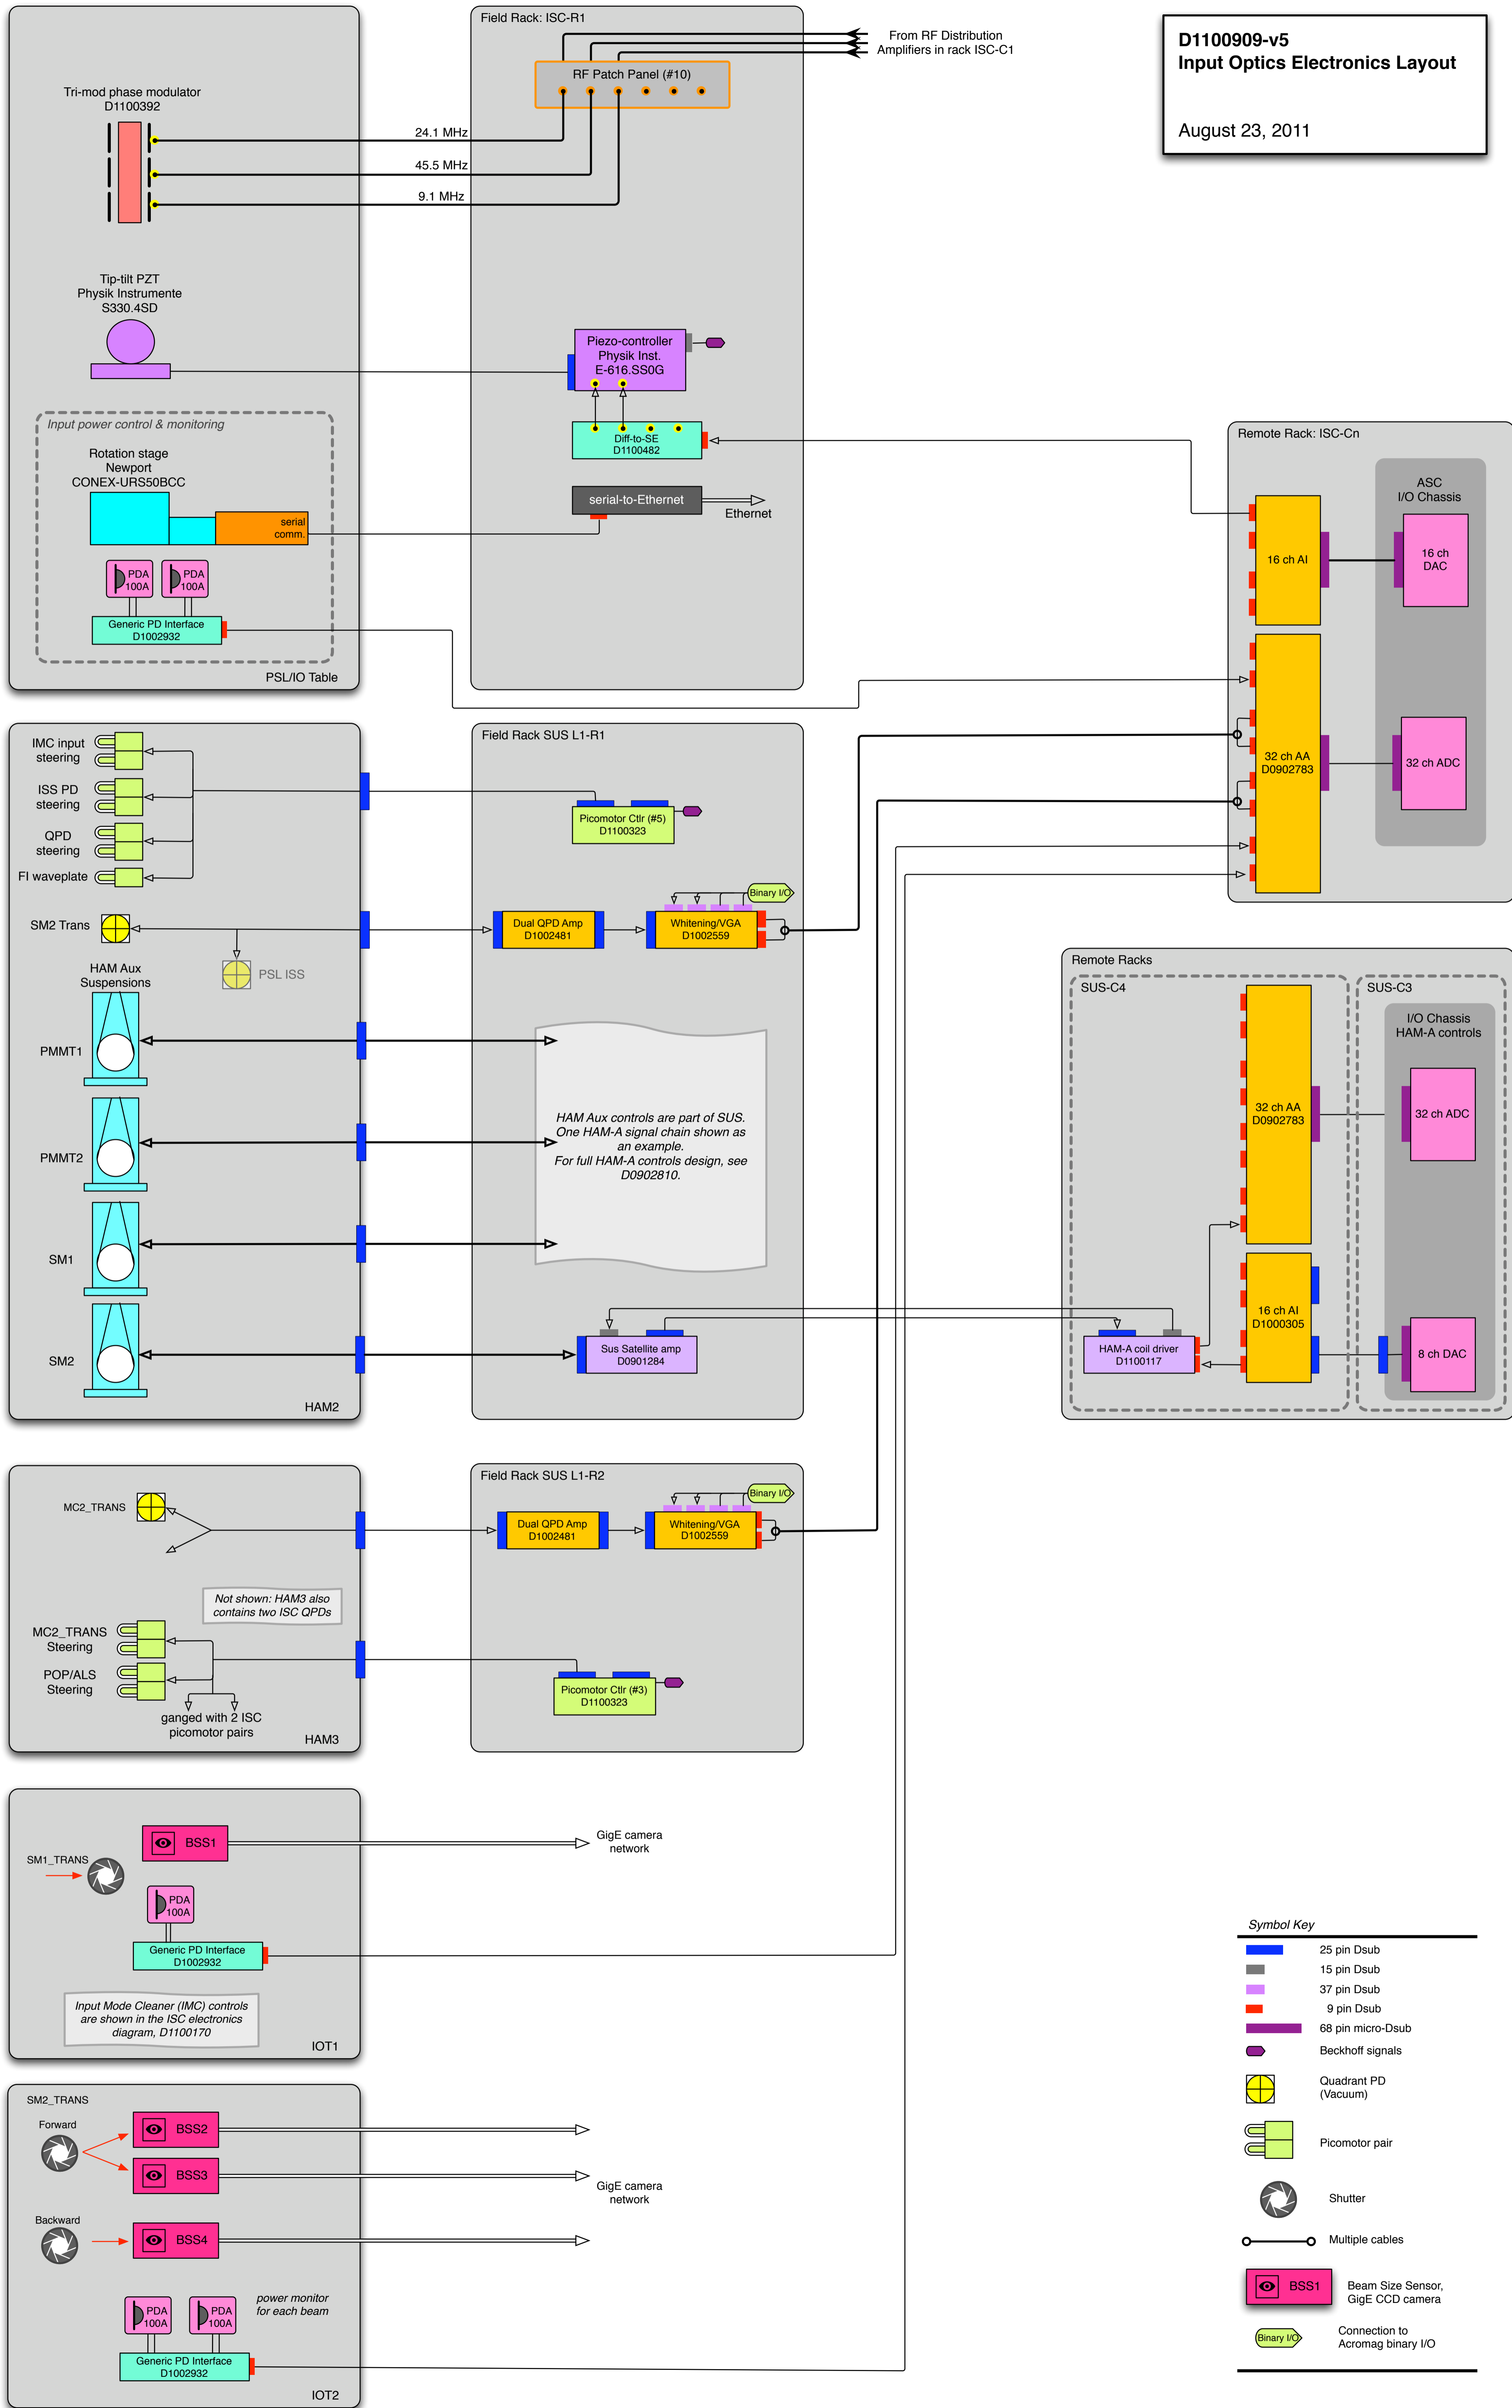 D1100909-v5
Input Optics Electronics Layout
August 23, 2011
Tri-mod phase modulator
D1100392
24.1 MHz
45.5 MHz
9.1 MHz
Tip-tilt PZT
Physik Instrumente
S330.4SD
Input power control & monitoring
Rotation stage
Newport
CONEX-URS50BCC
serial
comm.
PDA
100A
PDA
100A
Generic PD Interface
D1002932
PSL/IO Table
Field Rack: ISC-R1
From RF Distribution
Amplifiers in rack ISC-C1
RF Patch Panel (#10)
Piezo-controller
Physik Inst.
E-616.SS0G
Diff-to-SE
D1100482
serial-to-Ethernet
Ethernet
Remote Rack: ISC-Cn
ASC
I/O Chassis
16 ch AI
16 ch
DAC
32 ch AA
D0902783
32 ch ADC
IMC input
steering
ISS PD
steering
QPD
steering
FI waveplate
SM2 Trans
PSL ISS
HAM Aux
Suspensions
PMMT1
PMMT2
SM1
SM2
HAM2
Field Rack SUS L1-R1
Picomotor Ctlr (#5)
D1100323
Binary I/O
Dual QPD Amp
D1002481
Whitening/VGA
D1002559
HAM Aux controls are part of SUS.
One HAM-A signal chain shown as
an example.
For full HAM-A controls design, see
D0902810.
Sus Satellite amp
D0901284
Remote Racks
SUS-C4
SUS-C3
I/O Chassis
HAM-A controls
32 ch AA
D0902783
32 ch ADC
16 ch AI
D1000305
HAM-A coil driver
D1100117
8 ch DAC
MC2_TRANS
Not shown: HAM3 also
contains two ISC QPDs
MC2_TRANS
Steering
POP/ALS
Steering
ganged with 2 ISC
picomotor pairs
HAM3
Field Rack SUS L1-R2
Binary I/O
Dual QPD Amp
D1002481
Whitening/VGA
D1002559
Picomotor Ctlr (#3)
D1100323
BSS1
GigE camera
network
SM1_TRANS
PDA
100A
Generic PD Interface
D1002932
Input Mode Cleaner (IMC) controls
are shown in the ISC electronics
diagram, D1100170
IOT1
SM2_TRANS
Forward
BSS2
BSS3
GigE camera
network
Backward
BSS4
PDA
100A
PDA
100A
power monitor
for each beam
Generic PD Interface
D1002932
IOT2
Symbol Key
25 pin Dsub
15 pin Dsub
37 pin Dsub
9 pin Dsub
68 pin micro-Dsub
Beckhoff signals
Quadrant PD
(Vacuum)
Picomotor pair
Shutter
Multiple cables
BSS1
Beam Size Sensor,
GigE CCD camera
Binary I/O
Connection to
Acromag binary I/O